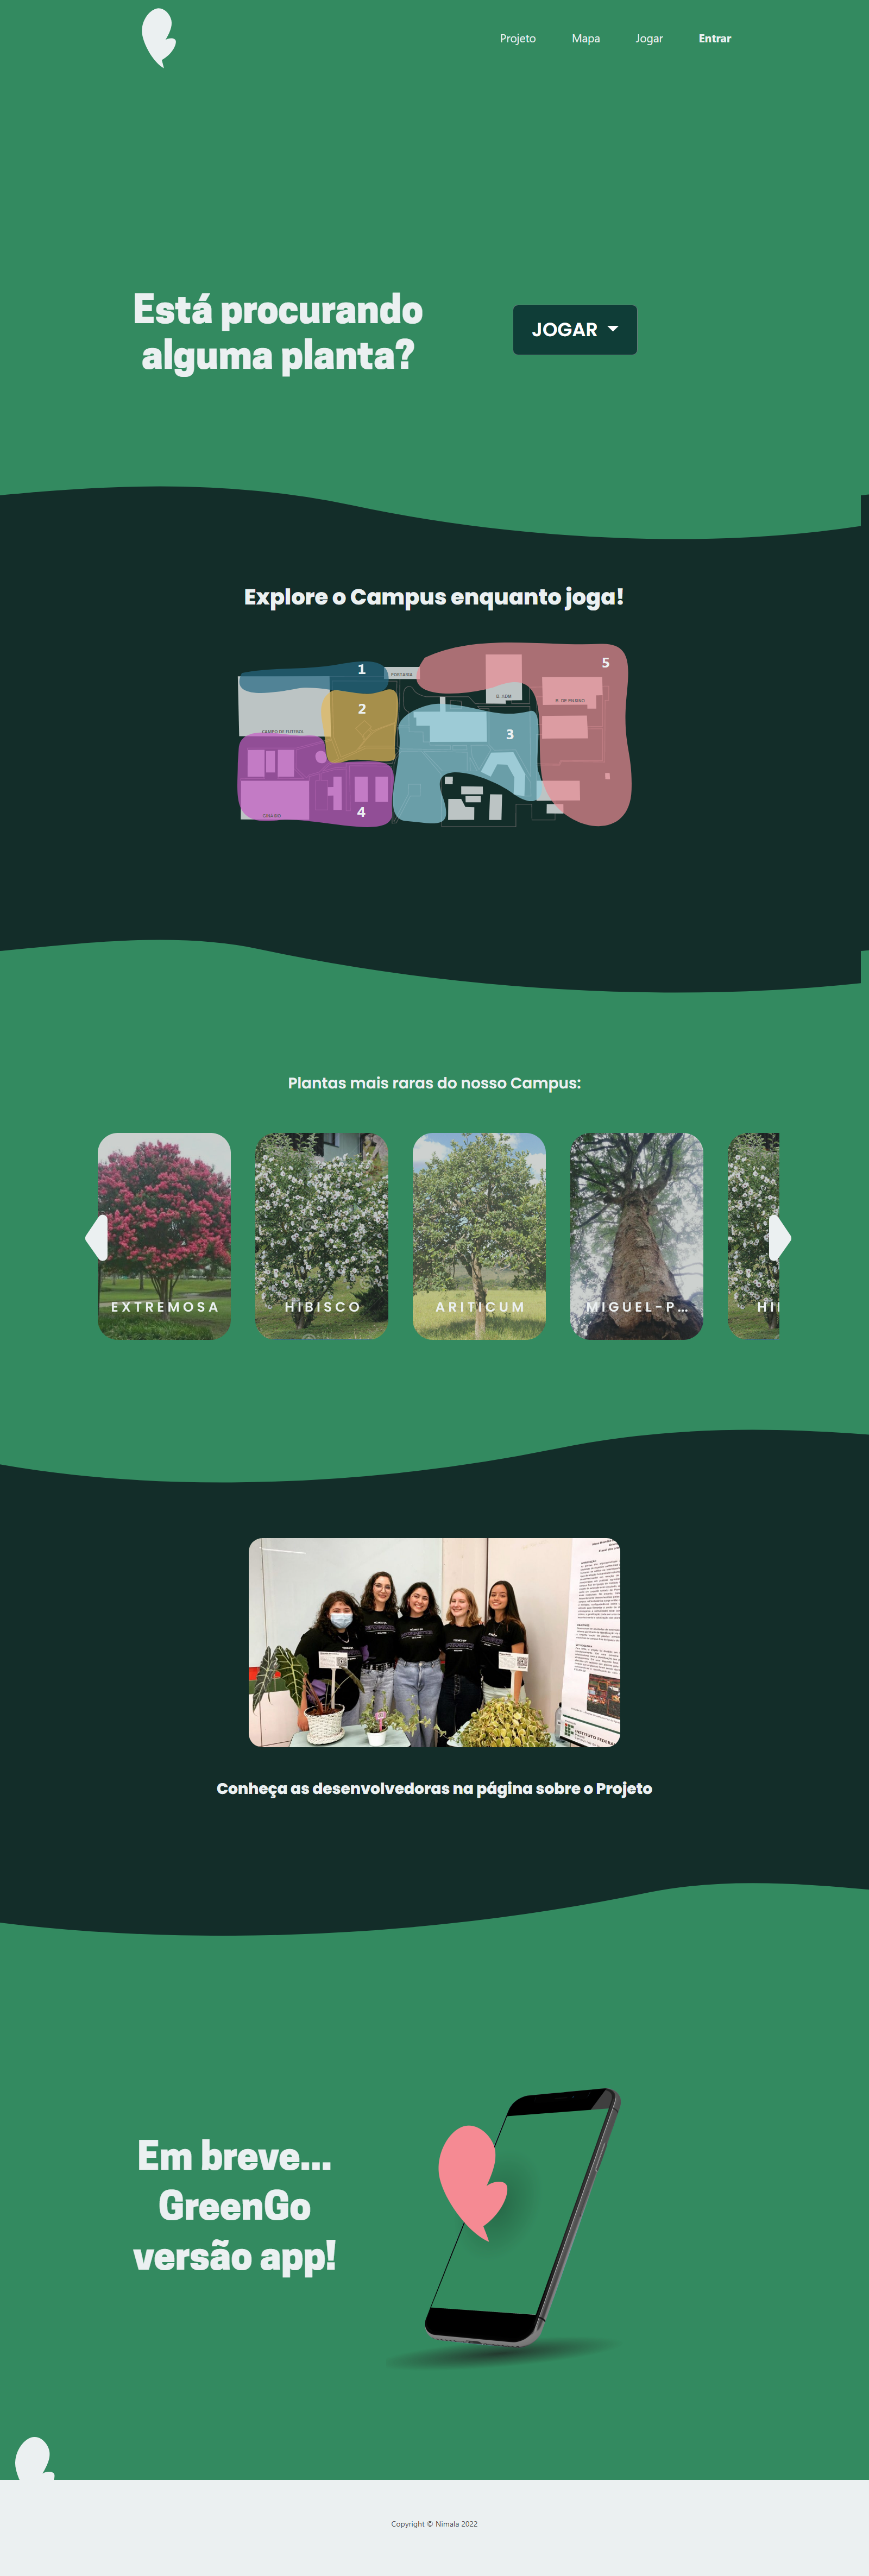 Projeto Mapa Jogar Entrar
Está procurando
alguma planta?
JOGAR
Explore o Campus enquanto joga!
1
PORTARIA
5
B. ADM
B. DE ENSINO
2
3
CAMPO DE FUTEBOL
4
Plantas mais raras do nosso Campus:
EXTREMOSA
HIBISCO
ARITICUM
MIGUEL-P...
HI
INSTITUTO FEDERAL
Conheça as desenvolvedoras na página sobre o Projeto
Em breve...
GreenGo
versão app!
Copyright © Nimala 2022